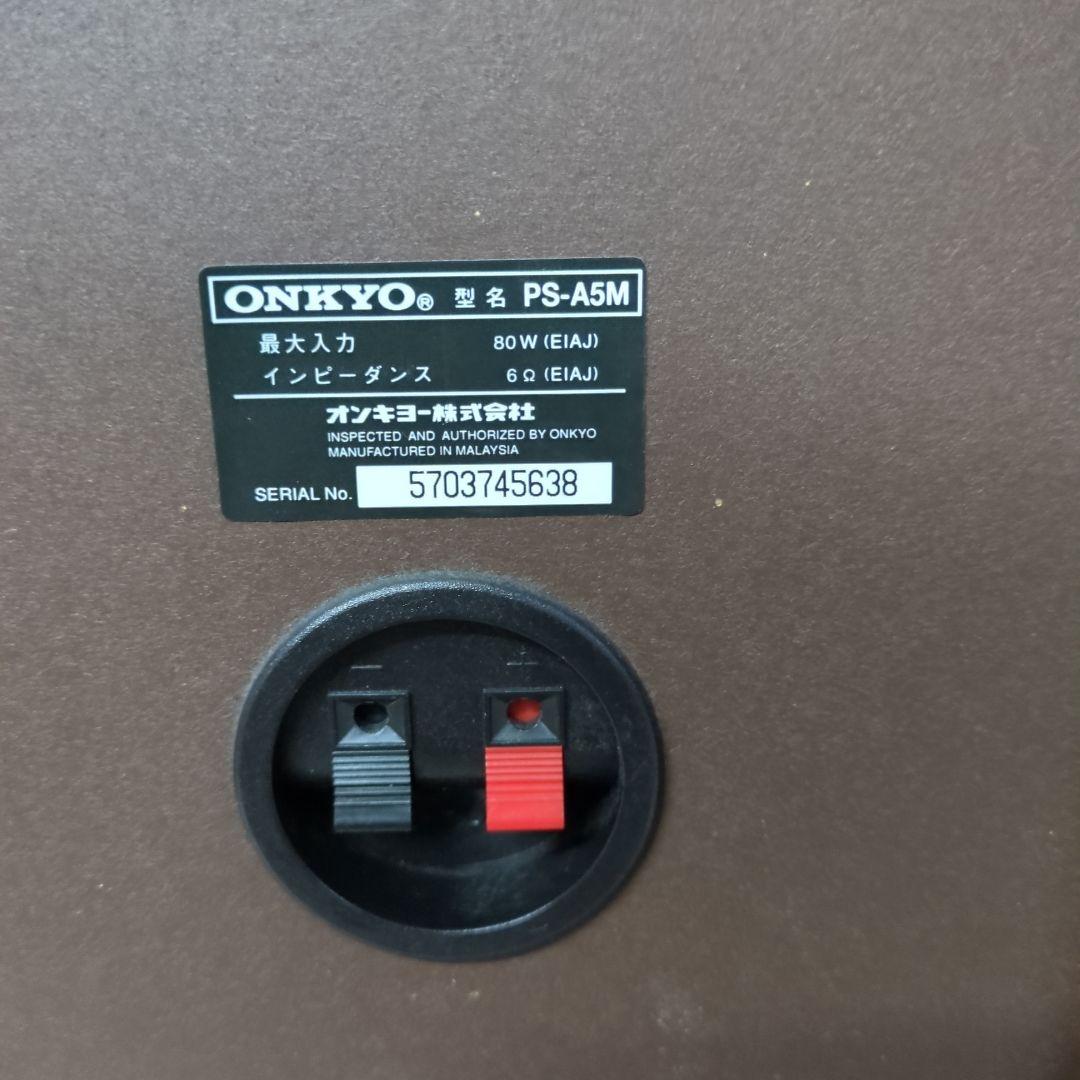 ONKYO® 型名 PS-A5M
最大入力 80W (EIAJ)
インピーダンス 6Ω (EIAJ)
オンキヨー株式会社
INSPECTED AND AUTHORIZED BY ONKYO
MANUFACTURED IN MALAYSIA
SERIAL No. 5703745638
− +